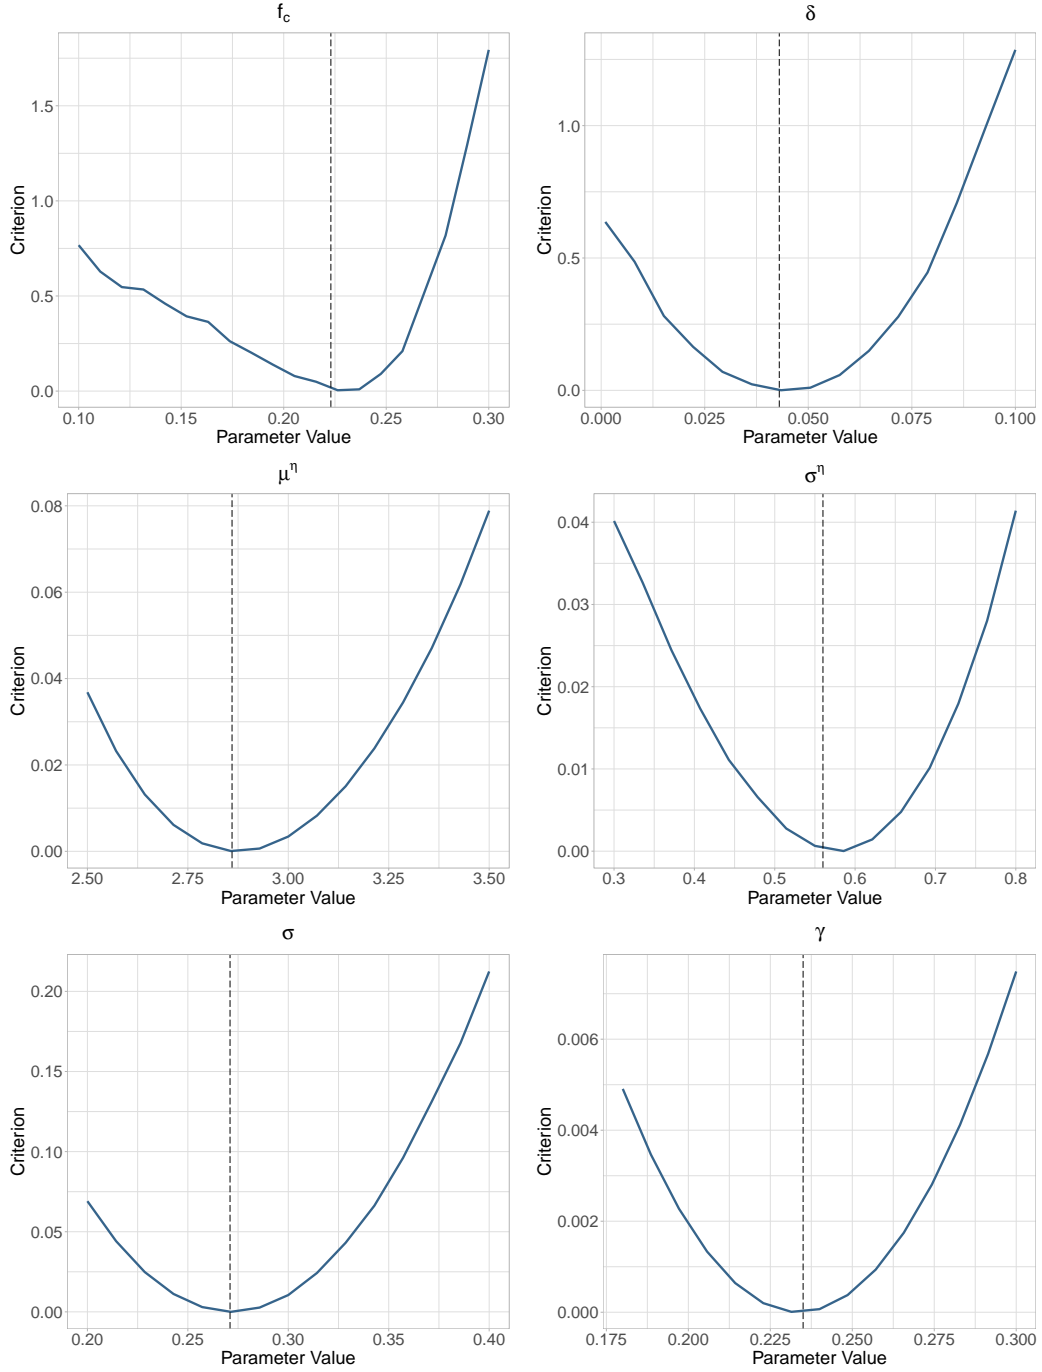 f_c
δ
Criterion
1.5
1.0
0.5
0.0
0.10 0.15 0.20 0.25 0.30
Parameter Value
Criterion
1.0
0.5
0.0
0.000 0.025 0.050 0.075 0.100
Parameter Value
μ^η
σ^η
Criterion
0.08
0.06
0.04
0.02
0.00
2.50 2.75 3.00 3.25 3.50
Parameter Value
Criterion
0.04
0.03
0.02
0.01
0.00
0.3 0.4 0.5 0.6 0.7 0.8
Parameter Value
σ
γ
Criterion
0.20
0.15
0.10
0.05
0.00
0.20 0.25 0.30 0.35 0.40
Parameter Value
Criterion
0.006
0.004
0.002
0.000
0.175 0.200 0.225 0.250 0.275 0.300
Parameter Value